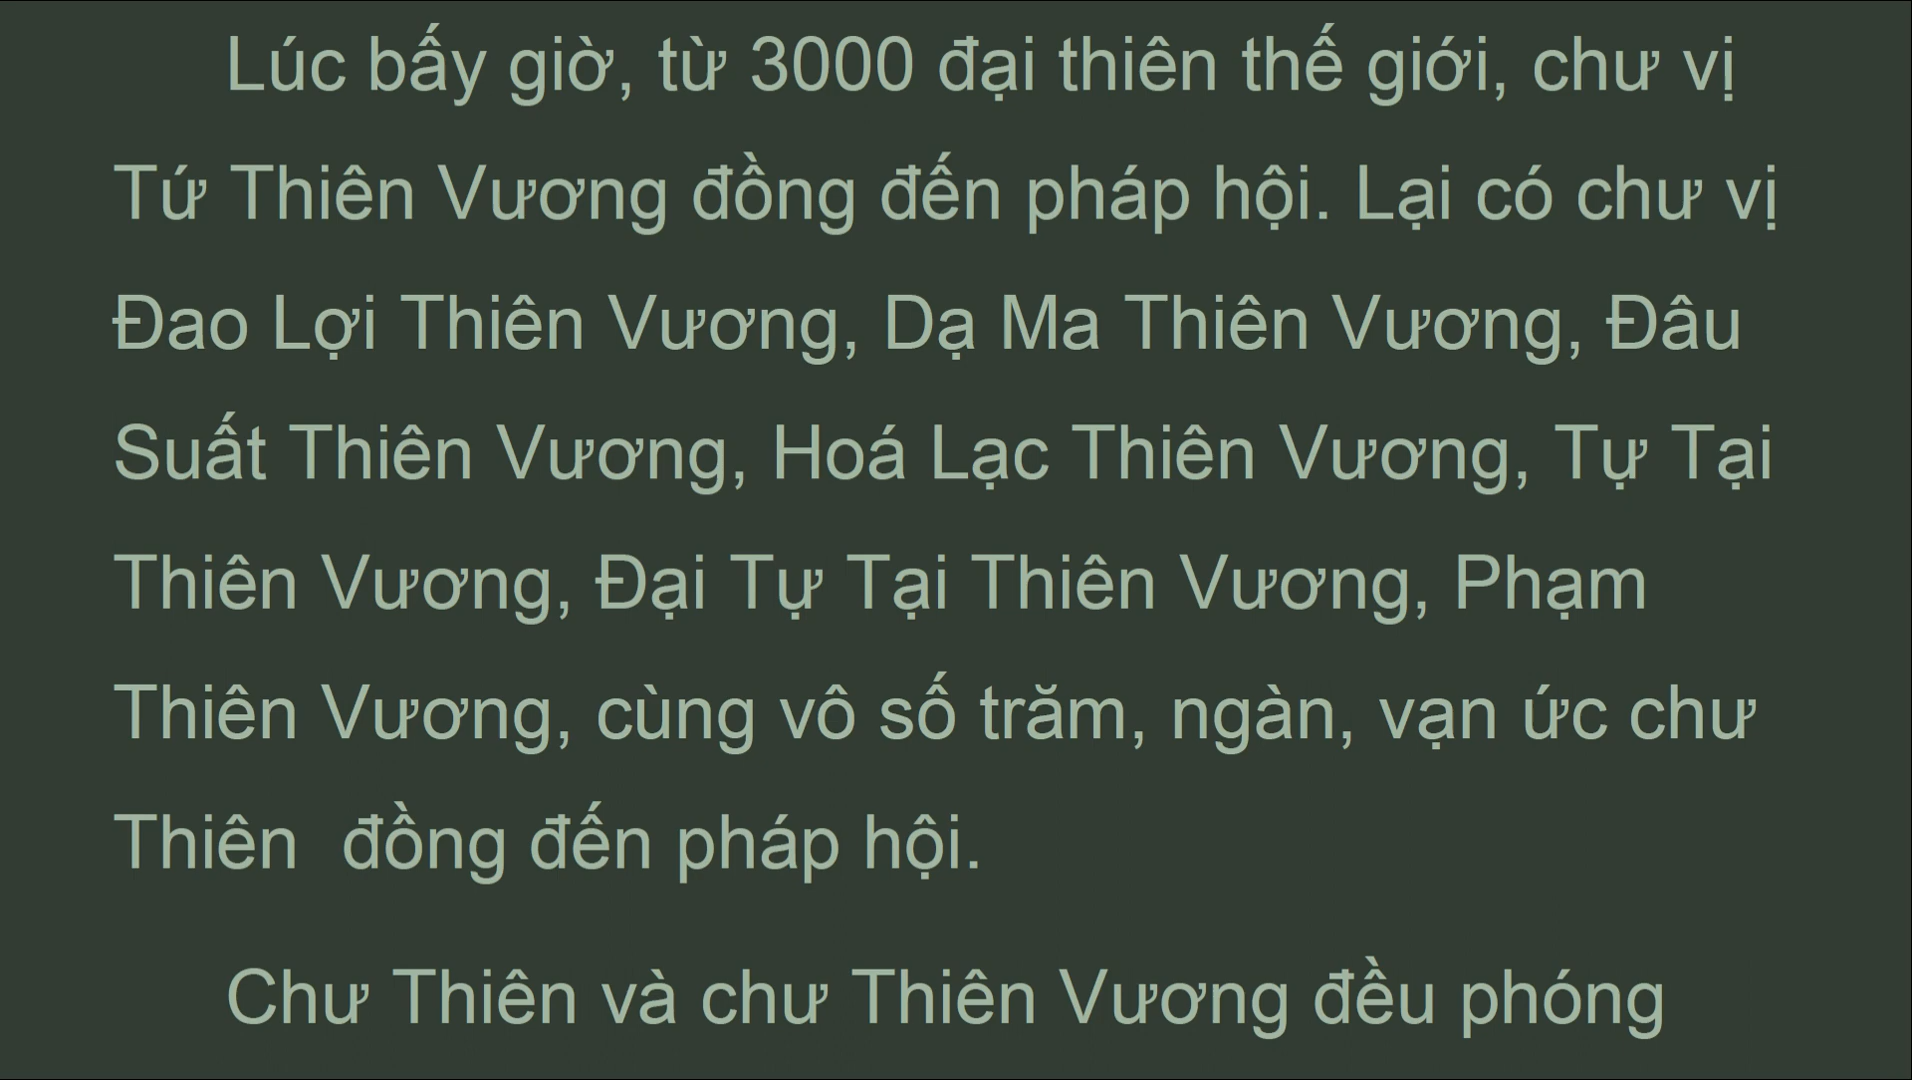 Lúc bấy giờ, từ 3000 đại thiên thế giới, chư vị
Tứ Thiên Vương đồng đến pháp hội. Lại có chư vị
Đao Lợi Thiên Vương, Dạ Ma Thiên Vương, Đâu
Suất Thiên Vương, Hoá Lạc Thiên Vương, Tự Tại
Thiên Vương, Đại Tự Tại Thiên Vương, Phạm
Thiên Vương, cùng vô số trăm, ngàn, vạn ức chư
Thiên  đồng đến pháp hội.
Chư Thiên và chư Thiên Vương đều phóng